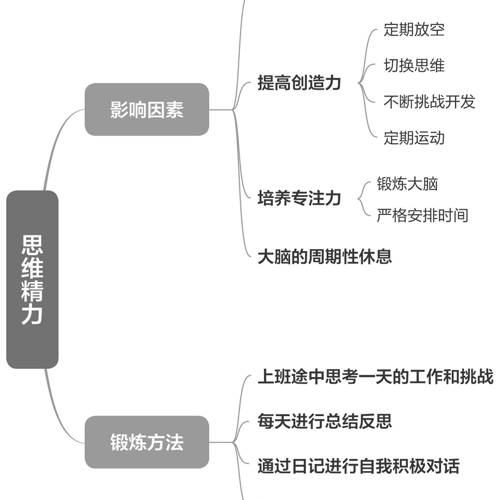 思维精力
影响因素
提高创造力
定期放空
切换思维
不断挑战开发
定期运动
培养专注力
锻炼大脑
严格安排时间
大脑的周期性休息
锻炼方法
上班途中思考一天的工作和挑战
每天进行总结反思
通过日记进行自我积极对话